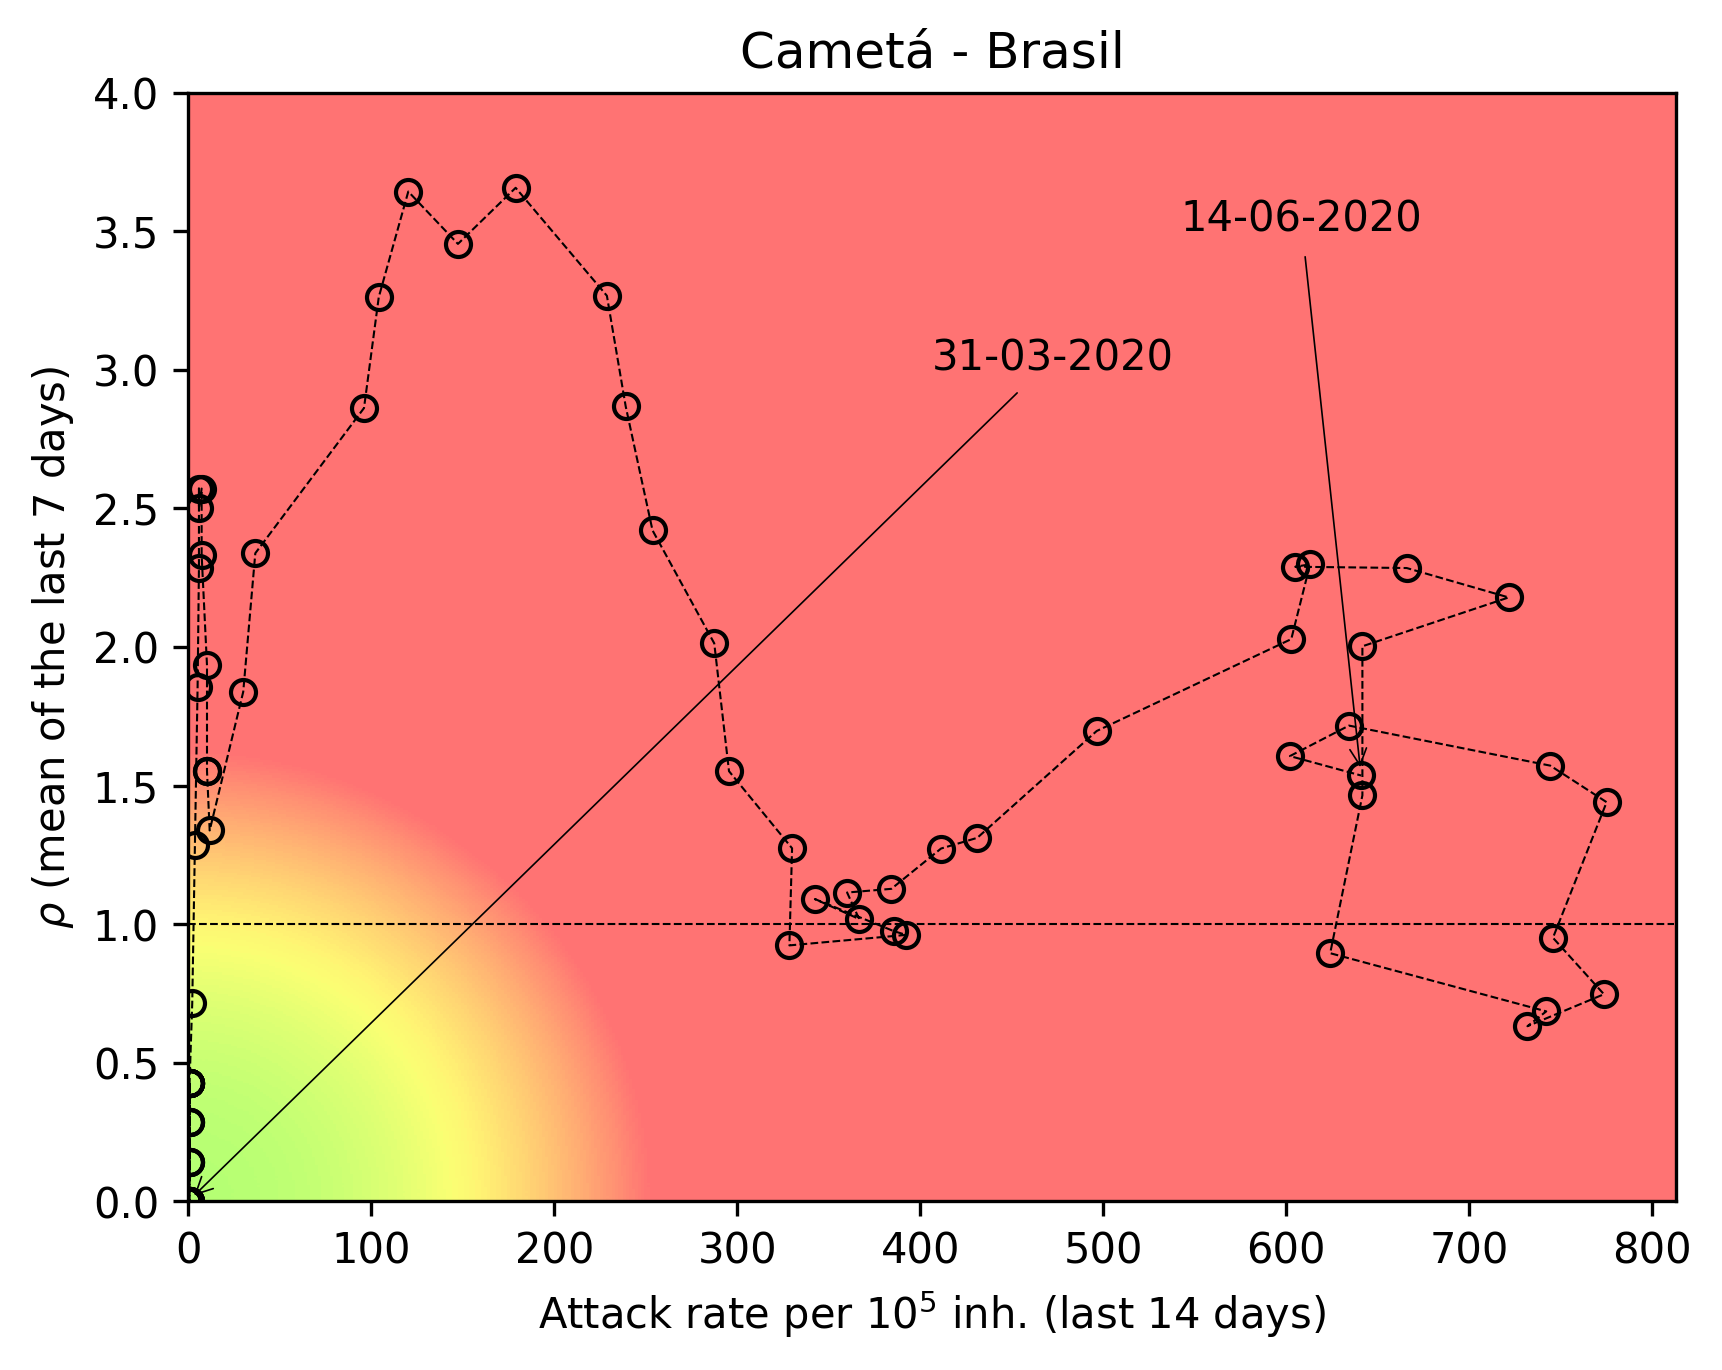 Cametá - Brasil
4.0
3.5
3.0
2.5
2.0
1.5
1.0
0.5
0.0
ρ (mean of the last 7 days)
14-06-2020
31-03-2020
0 100 200 300 400 500 600 700 800
Attack rate per 10⁵ inh. (last 14 days)